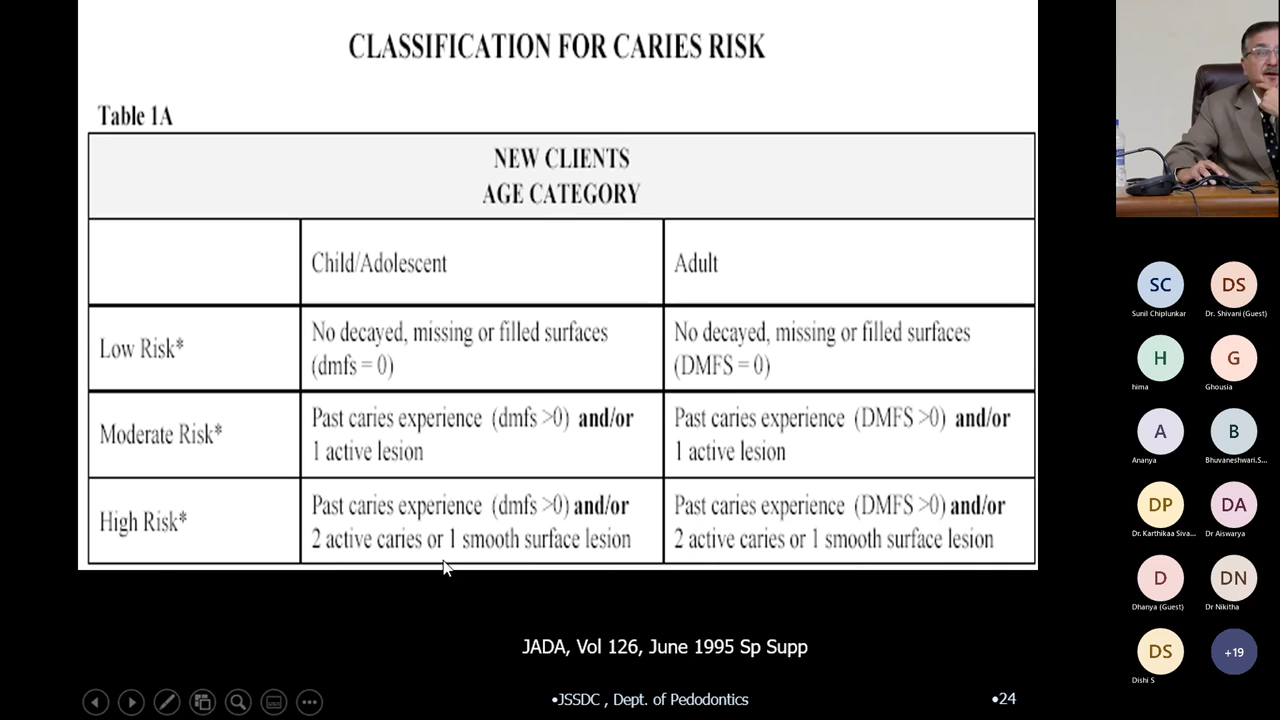 CLASSIFICATION FOR CARIES RISK
Table 1A
NEW CLIENTS
AGE CATEGORY
Child/Adolescent
Adult
Low Risk*
No decayed, missing or filled surfaces
(dmfs = 0)
No decayed, missing or filled surfaces
(DMFS = 0)
Moderate Risk*
Past caries experience (dmfs >0) and/or
1 active lesion
Past caries experience (DMFS >0) and/or
1 active lesion
High Risk*
Past caries experience (dmfs >0) and/or
2 active caries or 1 smooth surface lesion
Past caries experience (DMFS >0) and/or
2 active caries or 1 smooth surface lesion
JADA, Vol 126, June 1995 Sp Supp
•JSSDC , Dept. of Pedodontics
•24
SC
Sunil Chiplunkar
DS
Dr. Shivani (Guest)
H
hima
G
Ghousia
A
Ananya
B
Bhuvaneshwari.S...
DP
Dr. Karthikaa Siva...
DA
Dr Aiswarya
D
Dhanya (Guest)
DN
Dr Nikitha
DS
Dishi S
+19